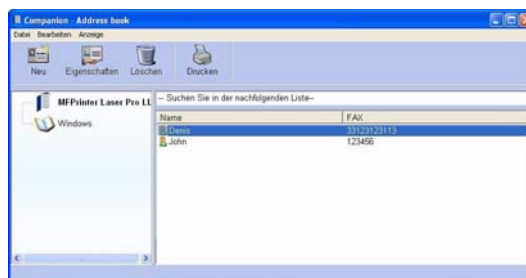 Companion - Address book
Datei Bearbeiten Anzeige
Neu Eigenschaften Löschen Drucken
MFPrinter Laser Pro LL
Windows
-- Suchen Sie in der nachfolgenden Liste--
Name FAX
Denis 33123123113
John 123456